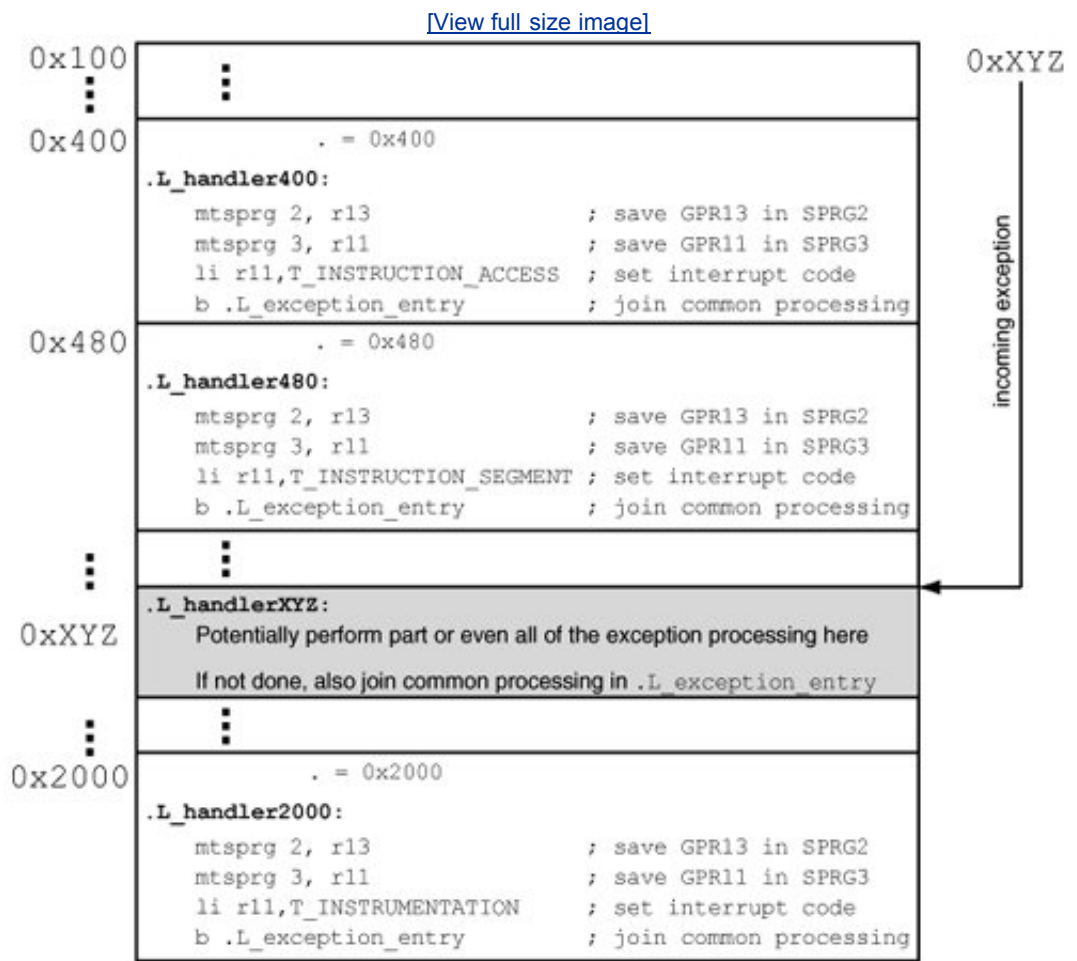 [View full size image]
0x100
0xXYZ
0x400
. = 0x400
.L_handler400:
mtsprg 2, r13 ; save GPR13 in SPRG2
mtsprg 3, r11 ; save GPR11 in SPRG3
li r11,T_INSTRUCTION_ACCESS ; set interrupt code
b .L_exception_entry ; join common processing
incoming exception
0x480
. = 0x480
.L_handler480:
mtsprg 2, r13 ; save GPR13 in SPRG2
mtsprg 3, r11 ; save GPR11 in SPRG3
li r11,T_INSTRUCTION_SEGMENT ; set interrupt code
b .L_exception_entry ; join common processing
.L_handlerXYZ:
0xXYZ
Potentially perform part or even all of the exception processing here
If not done, also join common processing in .L_exception_entry
0x2000
. = 0x2000
.L_handler2000:
mtsprg 2, r13 ; save GPR13 in SPRG2
mtsprg 3, r11 ; save GPR11 in SPRG3
li r11,T_INSTRUMENTATION ; set interrupt code
b .L_exception_entry ; join common processing